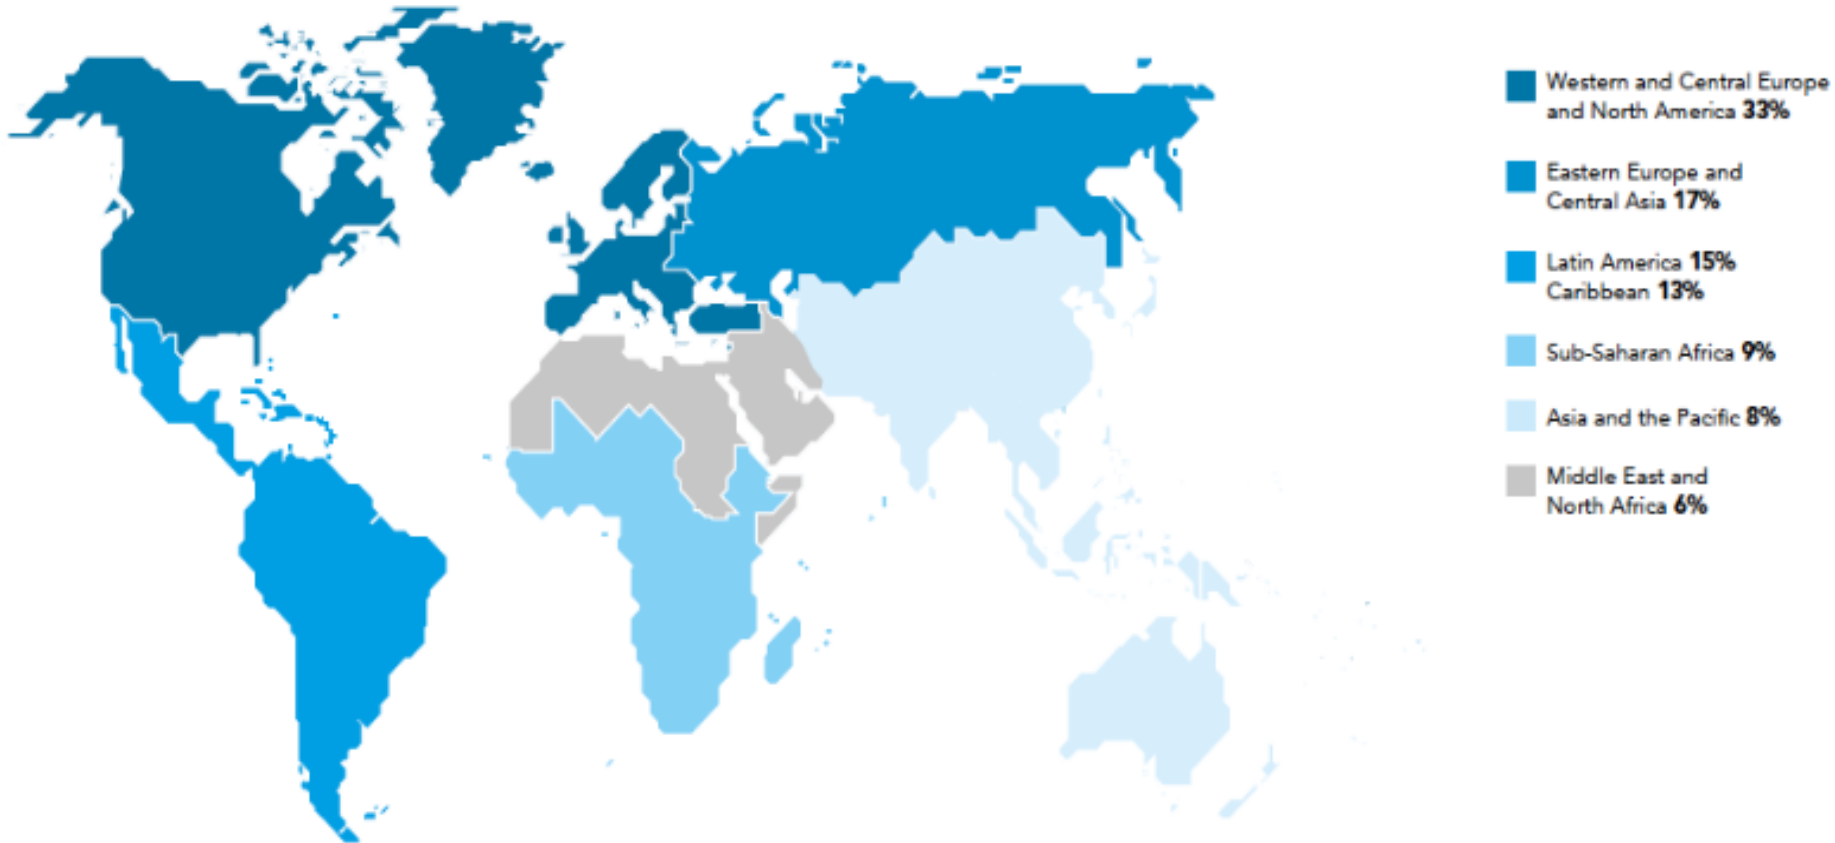 Western and Central Europe
and North America 33%
Eastern Europe and
Central Asia 17%
Latin America 15%
Caribbean 13%
Sub-Saharan Africa 9%
Asia and the Pacific 8%
Middle East and
North Africa 6%